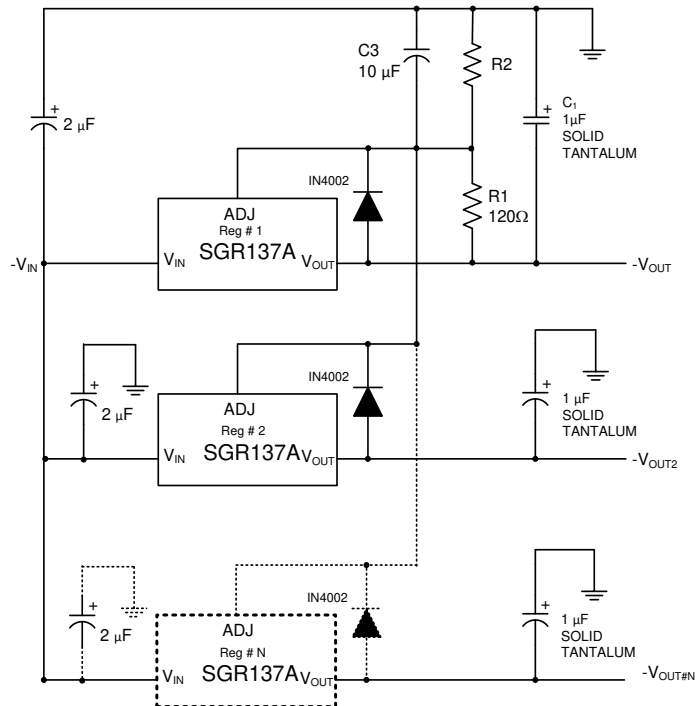 C3
10 µF
R2
+
2 µF
+
C1
1µF
SOLID
TANTALUM
IN4002
R1
120Ω
ADJ
Reg # 1
SGR137A
-VIN
VIN
VOUT
-VOUT
+
2 µF
IN4002
+
1 µF
SOLID
TANTALUM
ADJ
Reg # 2
SGR137A
VIN
VOUT
-VOUT2
+
2 µF
IN4002
+
1 µF
SOLID
TANTALUM
ADJ
Reg # N
SGR137A
VIN
VOUT
-VOUT#N